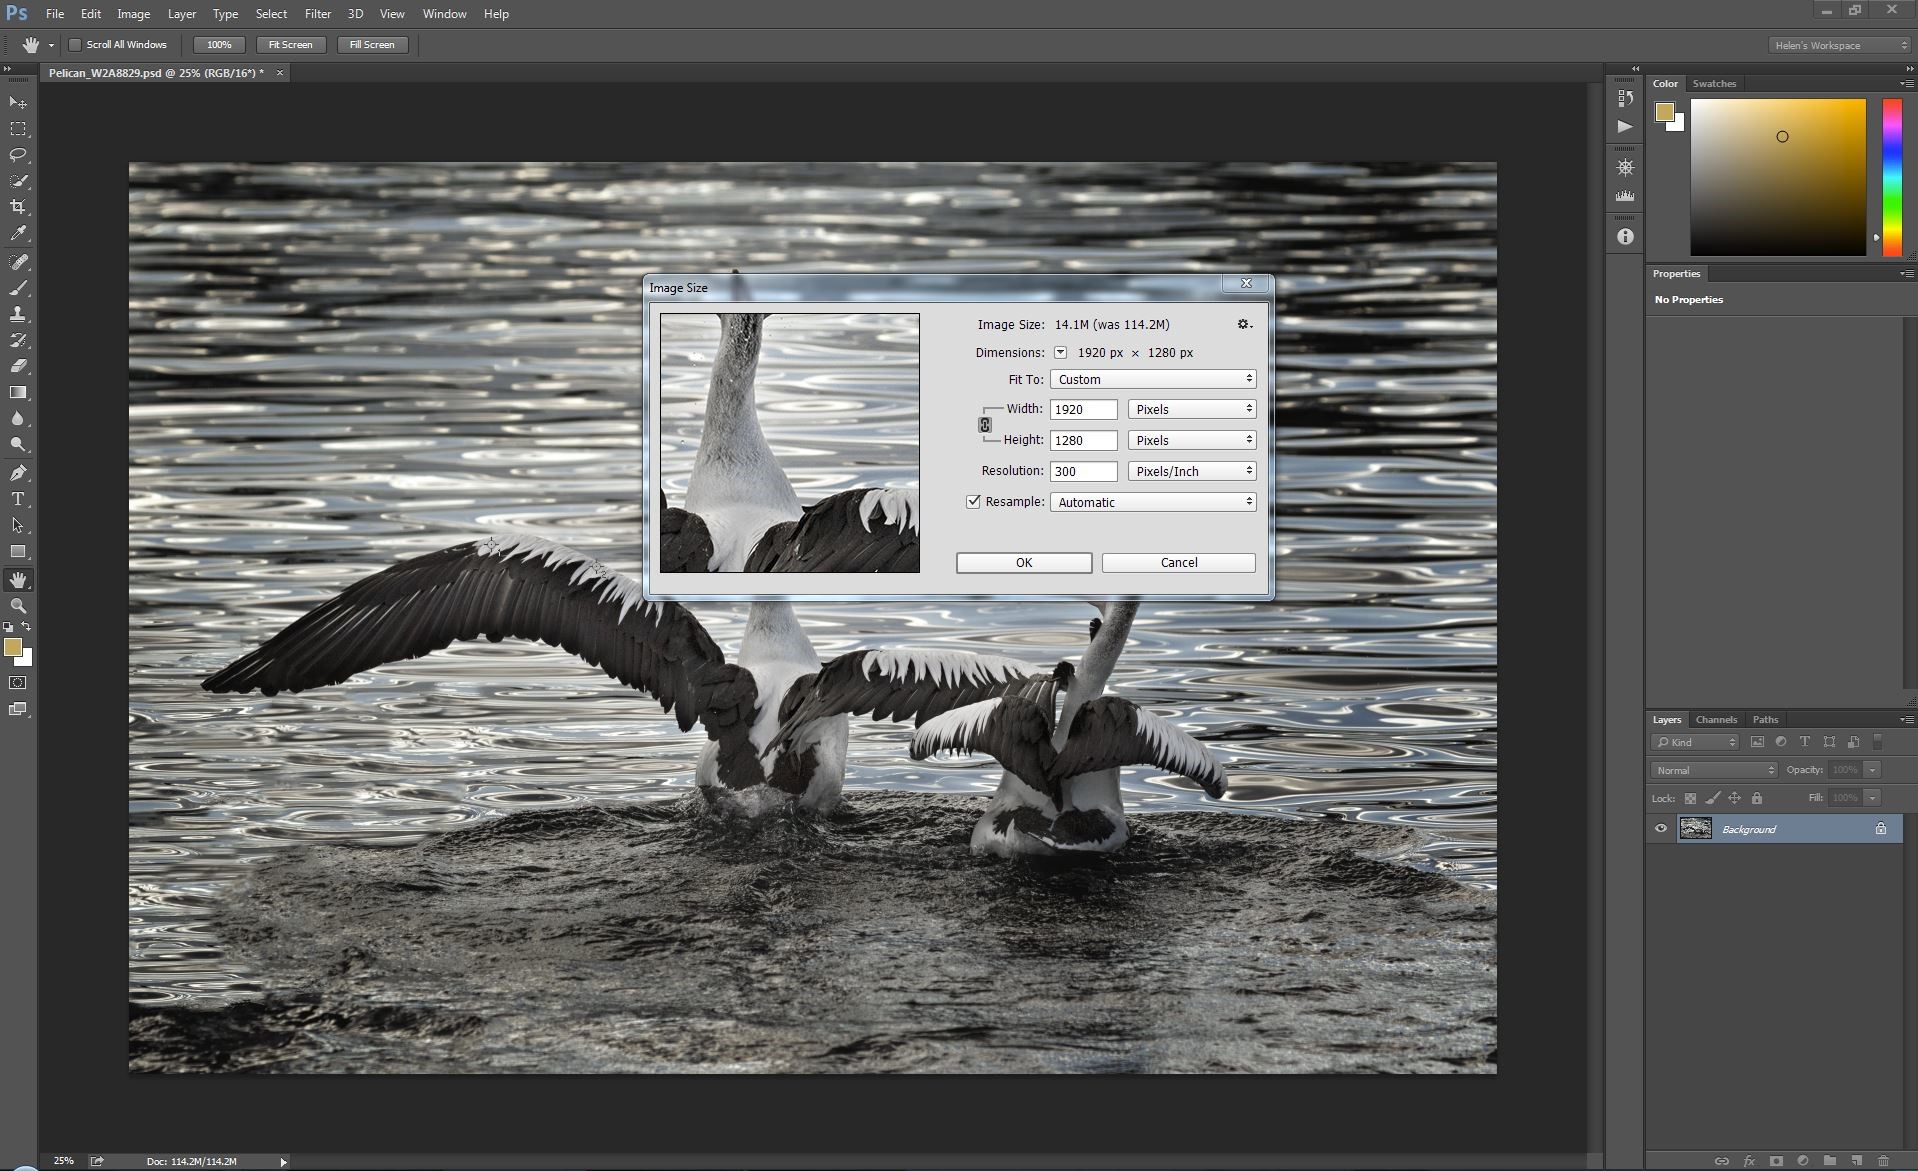 Ps File Edit Image Layer Type Select Filter 3D View Window Help
Scroll All Windows 100% Fit Screen Fill Screen Helen's Workspace
Pelican_W2A8829.psd @ 25% (RGB/16*) * ×
Color Swatches
Properties
No Properties
Image Size
Image Size: 14.1M (was 114.2M)
Dimensions: 1920 px × 1280 px
Fit To: Custom
Width: 1920 Pixels
Height: 1280 Pixels
Resolution: 300 Pixels/Inch
Resample: Automatic
OK Cancel
1
2
T
Layers Channels Paths
Kind T
Normal Opacity: 100%
Lock: Fill: 100%
Background
25% Doc: 114.2M/114.2M
fx